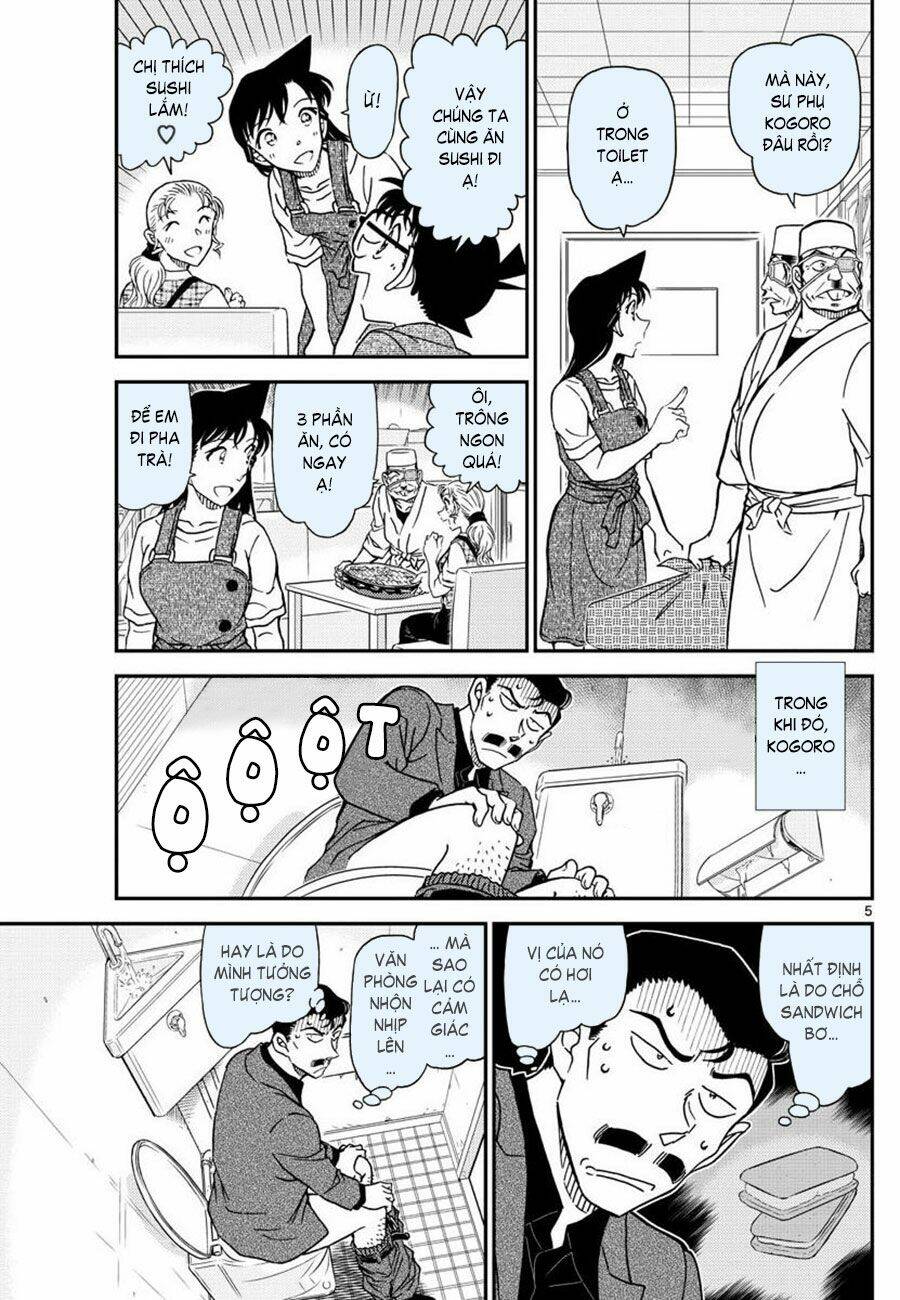 MÀ NÀY,
SƯ PHỤ
KOGORO
ĐÂU RỒI?
Ở
TRONG
TOILET
Ạ...
VẬY
CHÚNG TA
CÙNG ĂN
SUSHI ĐI
Ạ!
Ừ!
CHỊ THÍCH
SUSHI
LẮM!
♡
ÔI,
TRÔNG
NGON
QUÁ!
3 PHẦN
ĂN, CÓ
NGAY
Ạ!
ĐỂ EM
ĐI PHA
TRÀ!
TRONG
KHI ĐÓ,
KOGORO
...
Ộ Ộ ỘT
5
NHẤT ĐỊNH
LÀ DO CHỖ
SANDWICH
BƠ...
VỊ CỦA NÓ
CÓ HƠI
LẠ...
... MÀ
SAO
LẠI CÓ
CẢM
GIÁC
...
VĂN
PHÒNG
NHỘN
NHỊP
LÊN
...
HAY LÀ DO
MÌNH TƯỞNG
TƯỢNG?